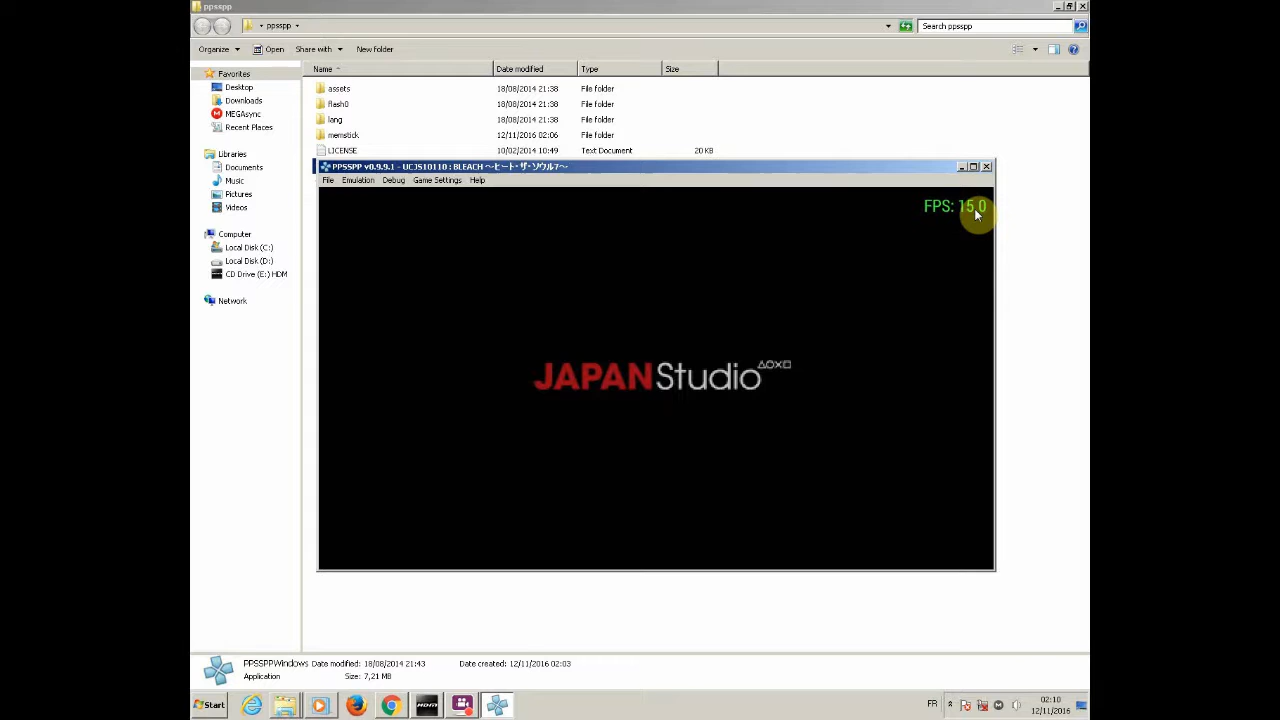 ppsspp
ppsspp
Search ppsspp
Organize Open Share with New folder
Name Date modified Type Size
Favorites
Desktop
Downloads
MEGAsync
Recent Places
Libraries
Documents
Music
Pictures
Videos
Computer
Local Disk (C:)
Local Disk (D:)
CD Drive (E:) HDM
Network
assets 18/08/2014 21:38 File folder
flash0 18/08/2014 21:38 File folder
lang 18/08/2014 21:38 File folder
memstick 12/11/2016 02:06 File folder
LICENSE 10/02/2014 10:49 Text Document 20 KB
PPSSPP v0.9.9.1 - UCJS10110 : BLEACH ～ヒート・ザ・ソウル7～
File Emulation Debug Game Settings Help
FPS: 15.0
JAPANStudio △○×□
PPSSPPWindows Date modified: 18/08/2014 21:43 Date created: 12/11/2016 02:03
Application Size: 7,21 MB
Start
HDM
FR
02:10
12/11/2016